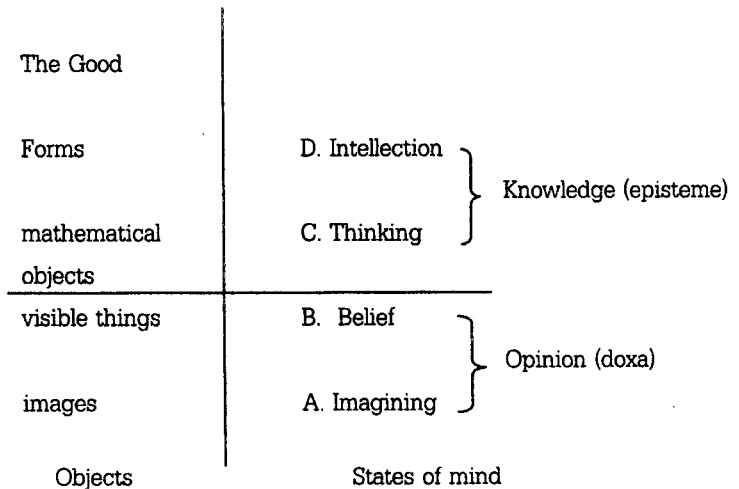 The Good
Forms
D. Intellection
Knowledge (episteme)
mathematical
objects
C. Thinking
visible things
B. Belief
Opinion (doxa)
images
A. Imagining
Objects
States of mind